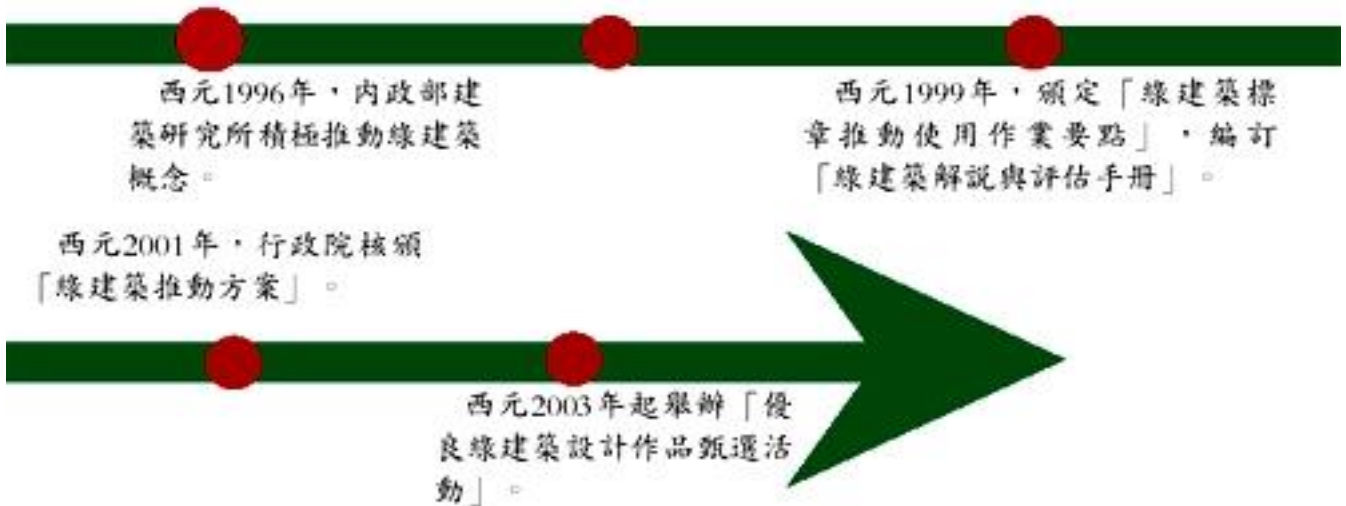 西元1996年，內政部建
築研究所積極推動綠建築
概念。
西元1999年，頒定「綠建築標
章推動使用作業要點」，編訂
「綠建築解說與評估手冊」。
西元2001年，行政院核頒
「綠建築推動方案」。
西元2003年起舉辦「優
良綠建築設計作品甄選活
動」。